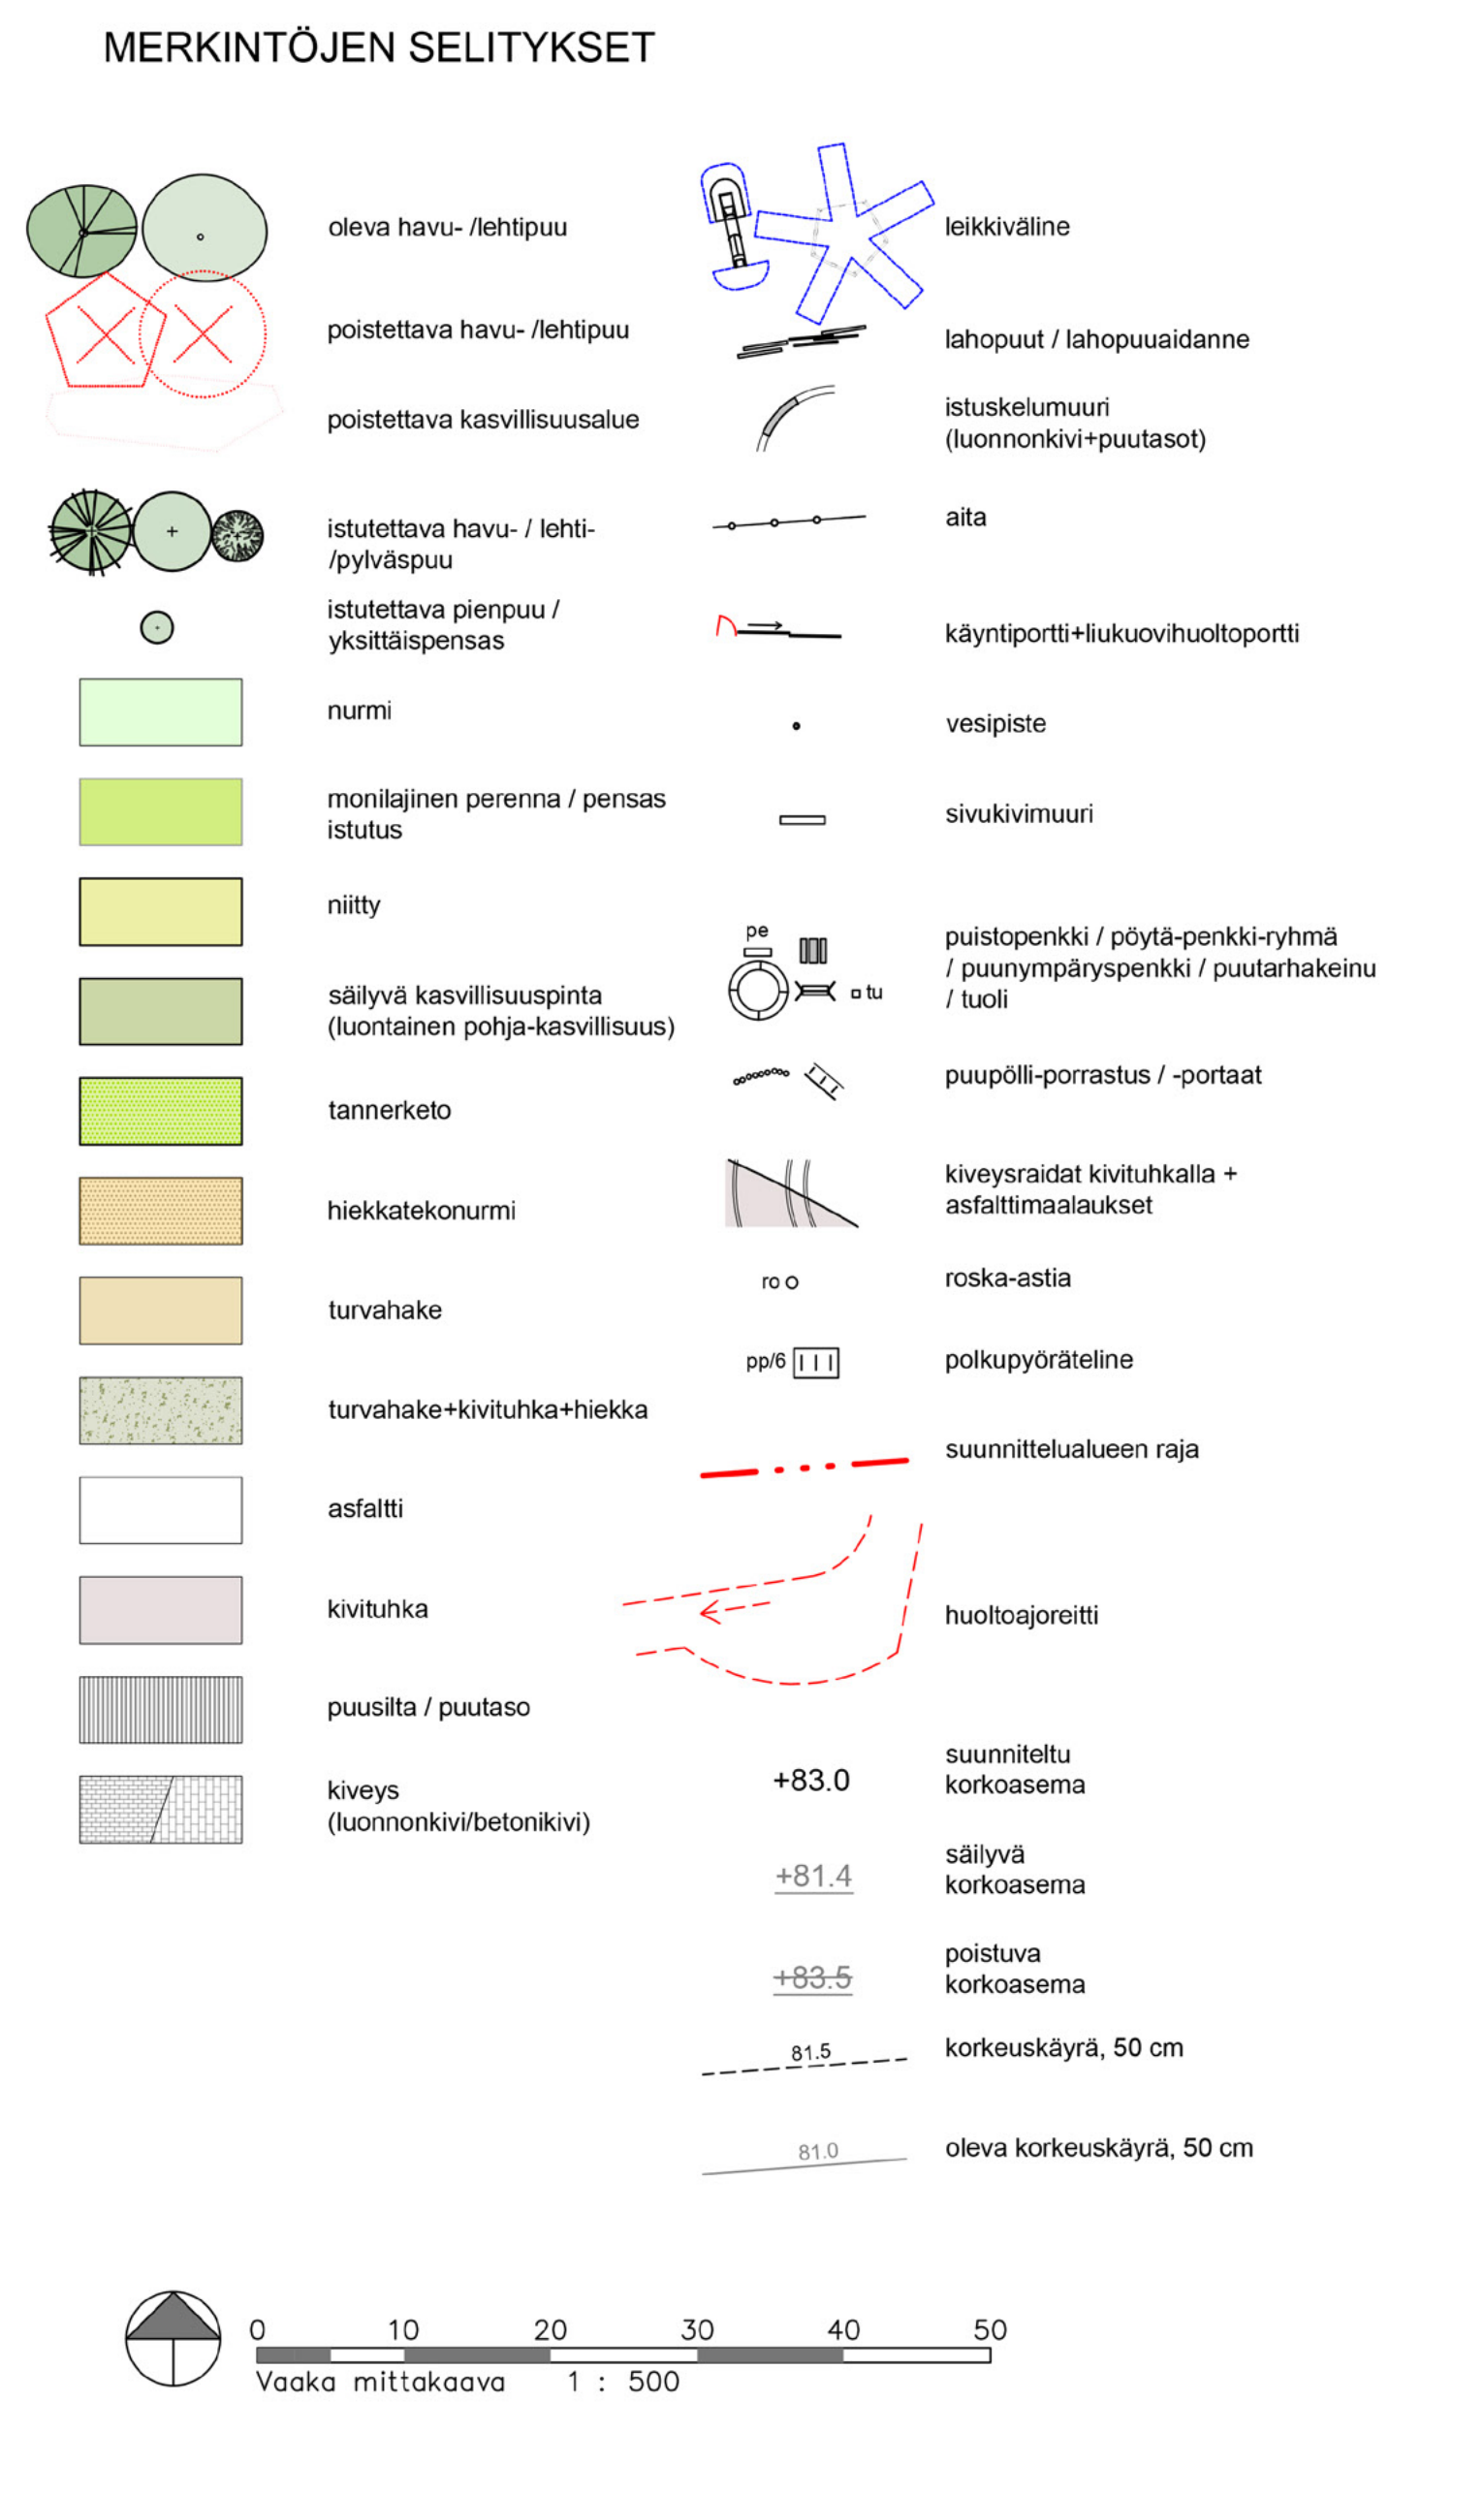 MERKINTÖJEN SELITYKSET
oleva havu- /lehtipuu
poistettava havu- /lehtipuu
poistettava kasvillisuusalue
istutettava havu- / lehti-
/pylväspuu
istutettava pienpuu /
yksittäispensas
nurmi
monilajinen perenna / pensas
istutus
niitty
säilyvä kasvillisuuspinta
(luontainen pohja-kasvillisuus)
tannerketo
hiekkatekonurmi
turvahake
turvahake+kivituhka+hiekka
asfaltti
kivituhka
puusilta / puutaso
kiveys
(luonnonkivi/betonikivi)
leikkiväline
lahopuut / lahopuuaidanne
istuskelumuuri
(luonnonkivi+puutasot)
aita
käyntiportti+liukuovihuoltoportti
vesipiste
sivukivimuuri
pe
tu
puistopenkki / pöytä-penkki-ryhmä
/ puunympäryspenkki / puutarhakeinu
/ tuoli
puupölli-porrastus / -portaat
kiveysraidat kivituhkalla +
asfalttimaalaukset
ro
roska-astia
pp/6
polkupyöräteline
suunnittelualueen raja
huoltoajoreitti
+83.0
suunniteltu
korkoasema
+81.4
säilyvä
korkoasema
+83.5
poistuva
korkoasema
81.5
korkeuskäyrä, 50 cm
81.0
oleva korkeuskäyrä, 50 cm
0 10 20 30 40 50
Vaaka mittakaava 1 : 500